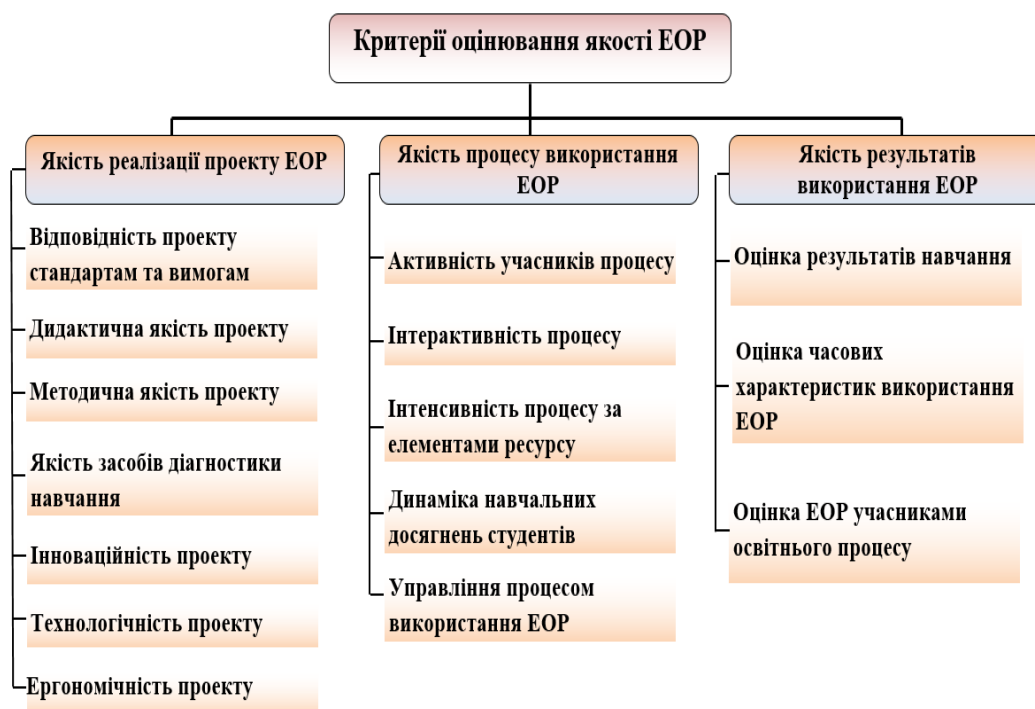 Критерії оцінювання якості ЕОР
Якість реалізації проекту ЕОР
Відповідність проекту
стандартам та вимогам
Дидактична якість проекту
Методична якість проекту
Якість засобів діагностики
навчання
Інноваційність проекту
Технологічність проекту
Ергономічність проекту
Якість процесу використання
ЕОР
Активність учасників процесу
Інтерактивність процесу
Інтенсивність процесу за
елементами ресурсу
Динаміка навчальних
досягнень студентів
Управління процесом
використання ЕОР
Якість результатів
використання ЕОР
Оцінка результатів навчання
Оцінка часових
характеристик використання
ЕОР
Оцінка ЕОР учасниками
освітнього процесу